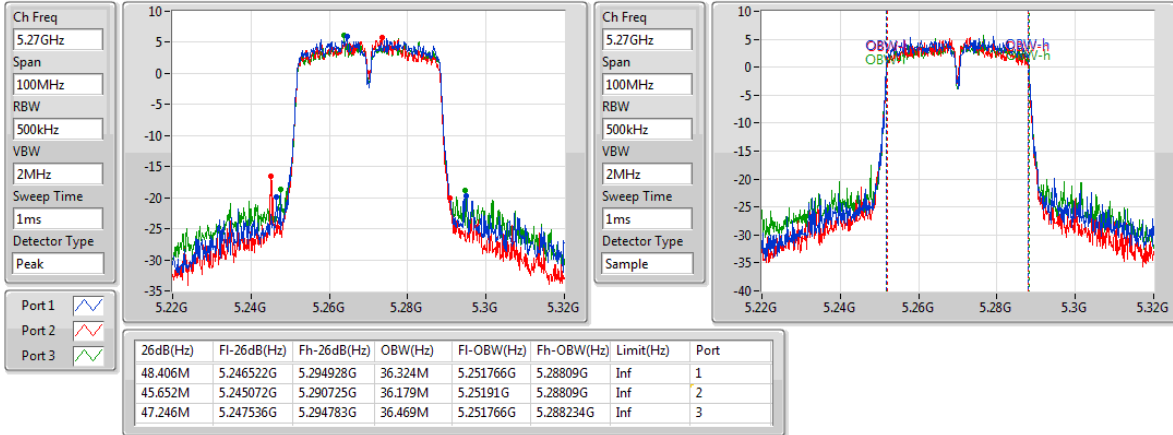 Ch Freq
5.27GHz
Span
100MHz
RBW
500kHz
VBW
2MHz
Sweep Time
1ms
Detector Type
Peak
10
5
0
-5
-10
-15
-20
-25
-30
-35
5.22G 5.24G 5.26G 5.28G 5.3G 5.32G
Ch Freq
5.27GHz
Span
100MHz
RBW
500kHz
VBW
2MHz
Sweep Time
1ms
Detector Type
Sample
10
5
0
-5
-10
-15
-20
-25
-30
-35
-40
OBW-h
OBW-h
5.22G 5.24G 5.26G 5.28G 5.3G 5.32G
Port 1
Port 2
Port 3
26dB(Hz) Fl-26dB(Hz) Fh-26dB(Hz) OBW(Hz) Fl-OBW(Hz) Fh-OBW(Hz) Limit(Hz) Port
48.406M 5.246522G 5.294928G 36.324M 5.251766G 5.28809G Inf 1
45.652M 5.245072G 5.290725G 36.179M 5.25191G 5.28809G Inf 2
47.246M 5.247536G 5.294783G 36.469M 5.251766G 5.288234G Inf 3